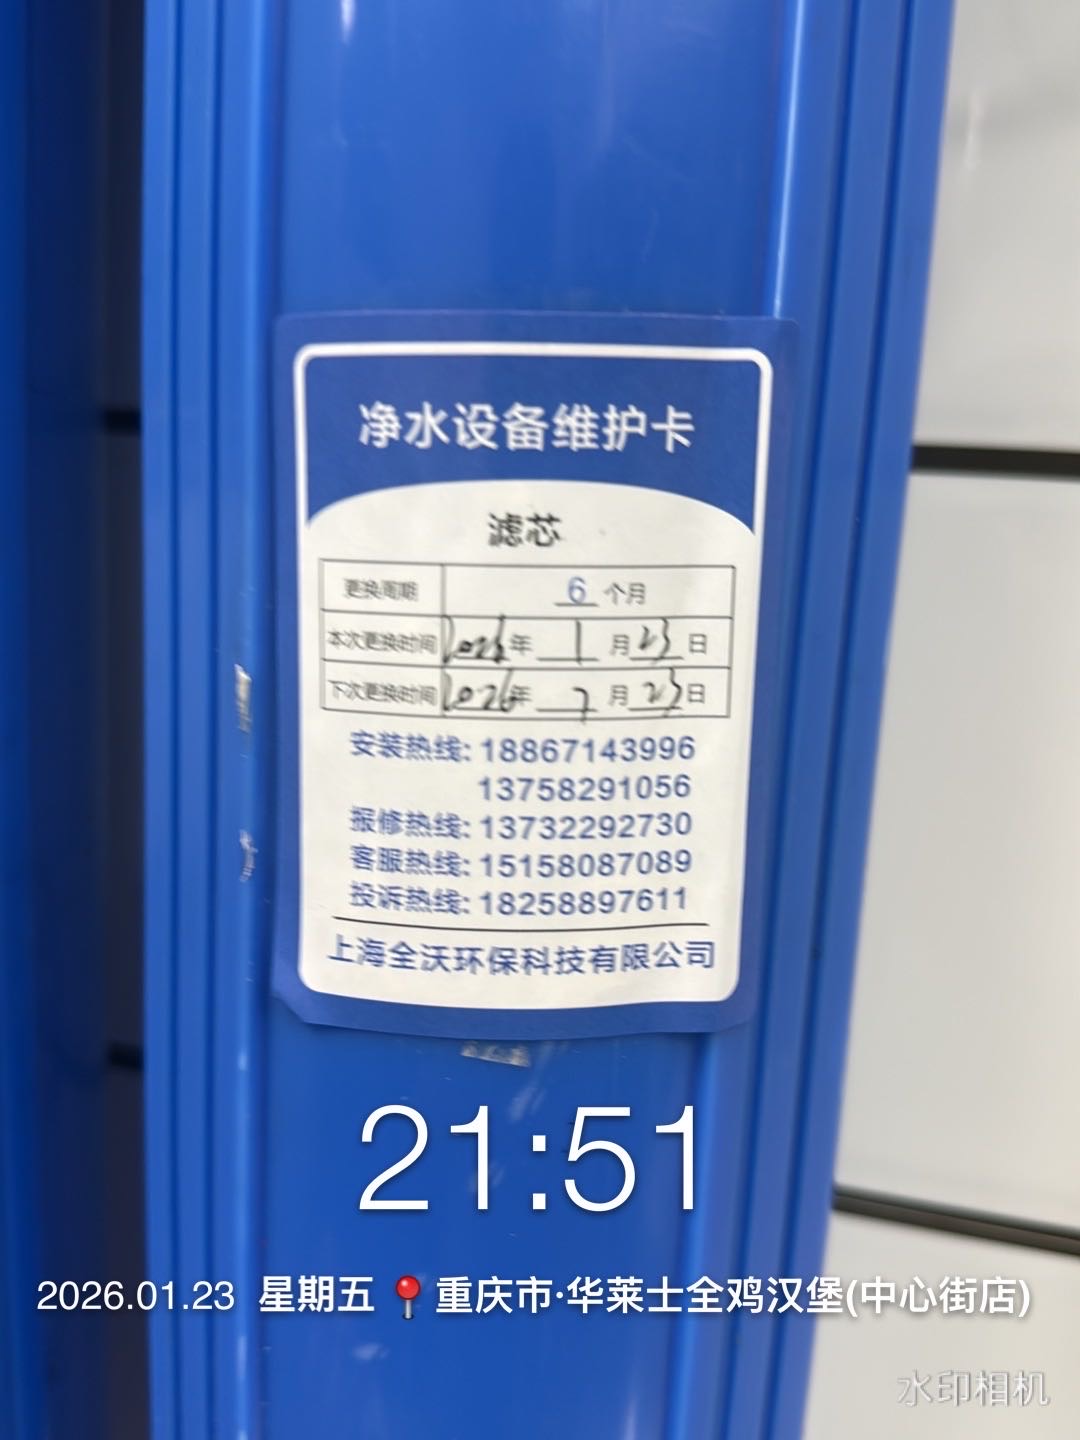 净水设备维护卡
滤芯
更换周期 6 个月
本次更换时间 2026年 1 月 23 日
下次更换时间 2026年 7 月 23 日
安装热线: 18867143996
13758291056
报修热线: 13732292730
客服热线: 15158087089
投诉热线: 18258897611
上海全沃环保科技有限公司
21:51
2026.01.23 星期五 📍重庆市·华莱士全鸡汉堡(中心街店)
水印相机